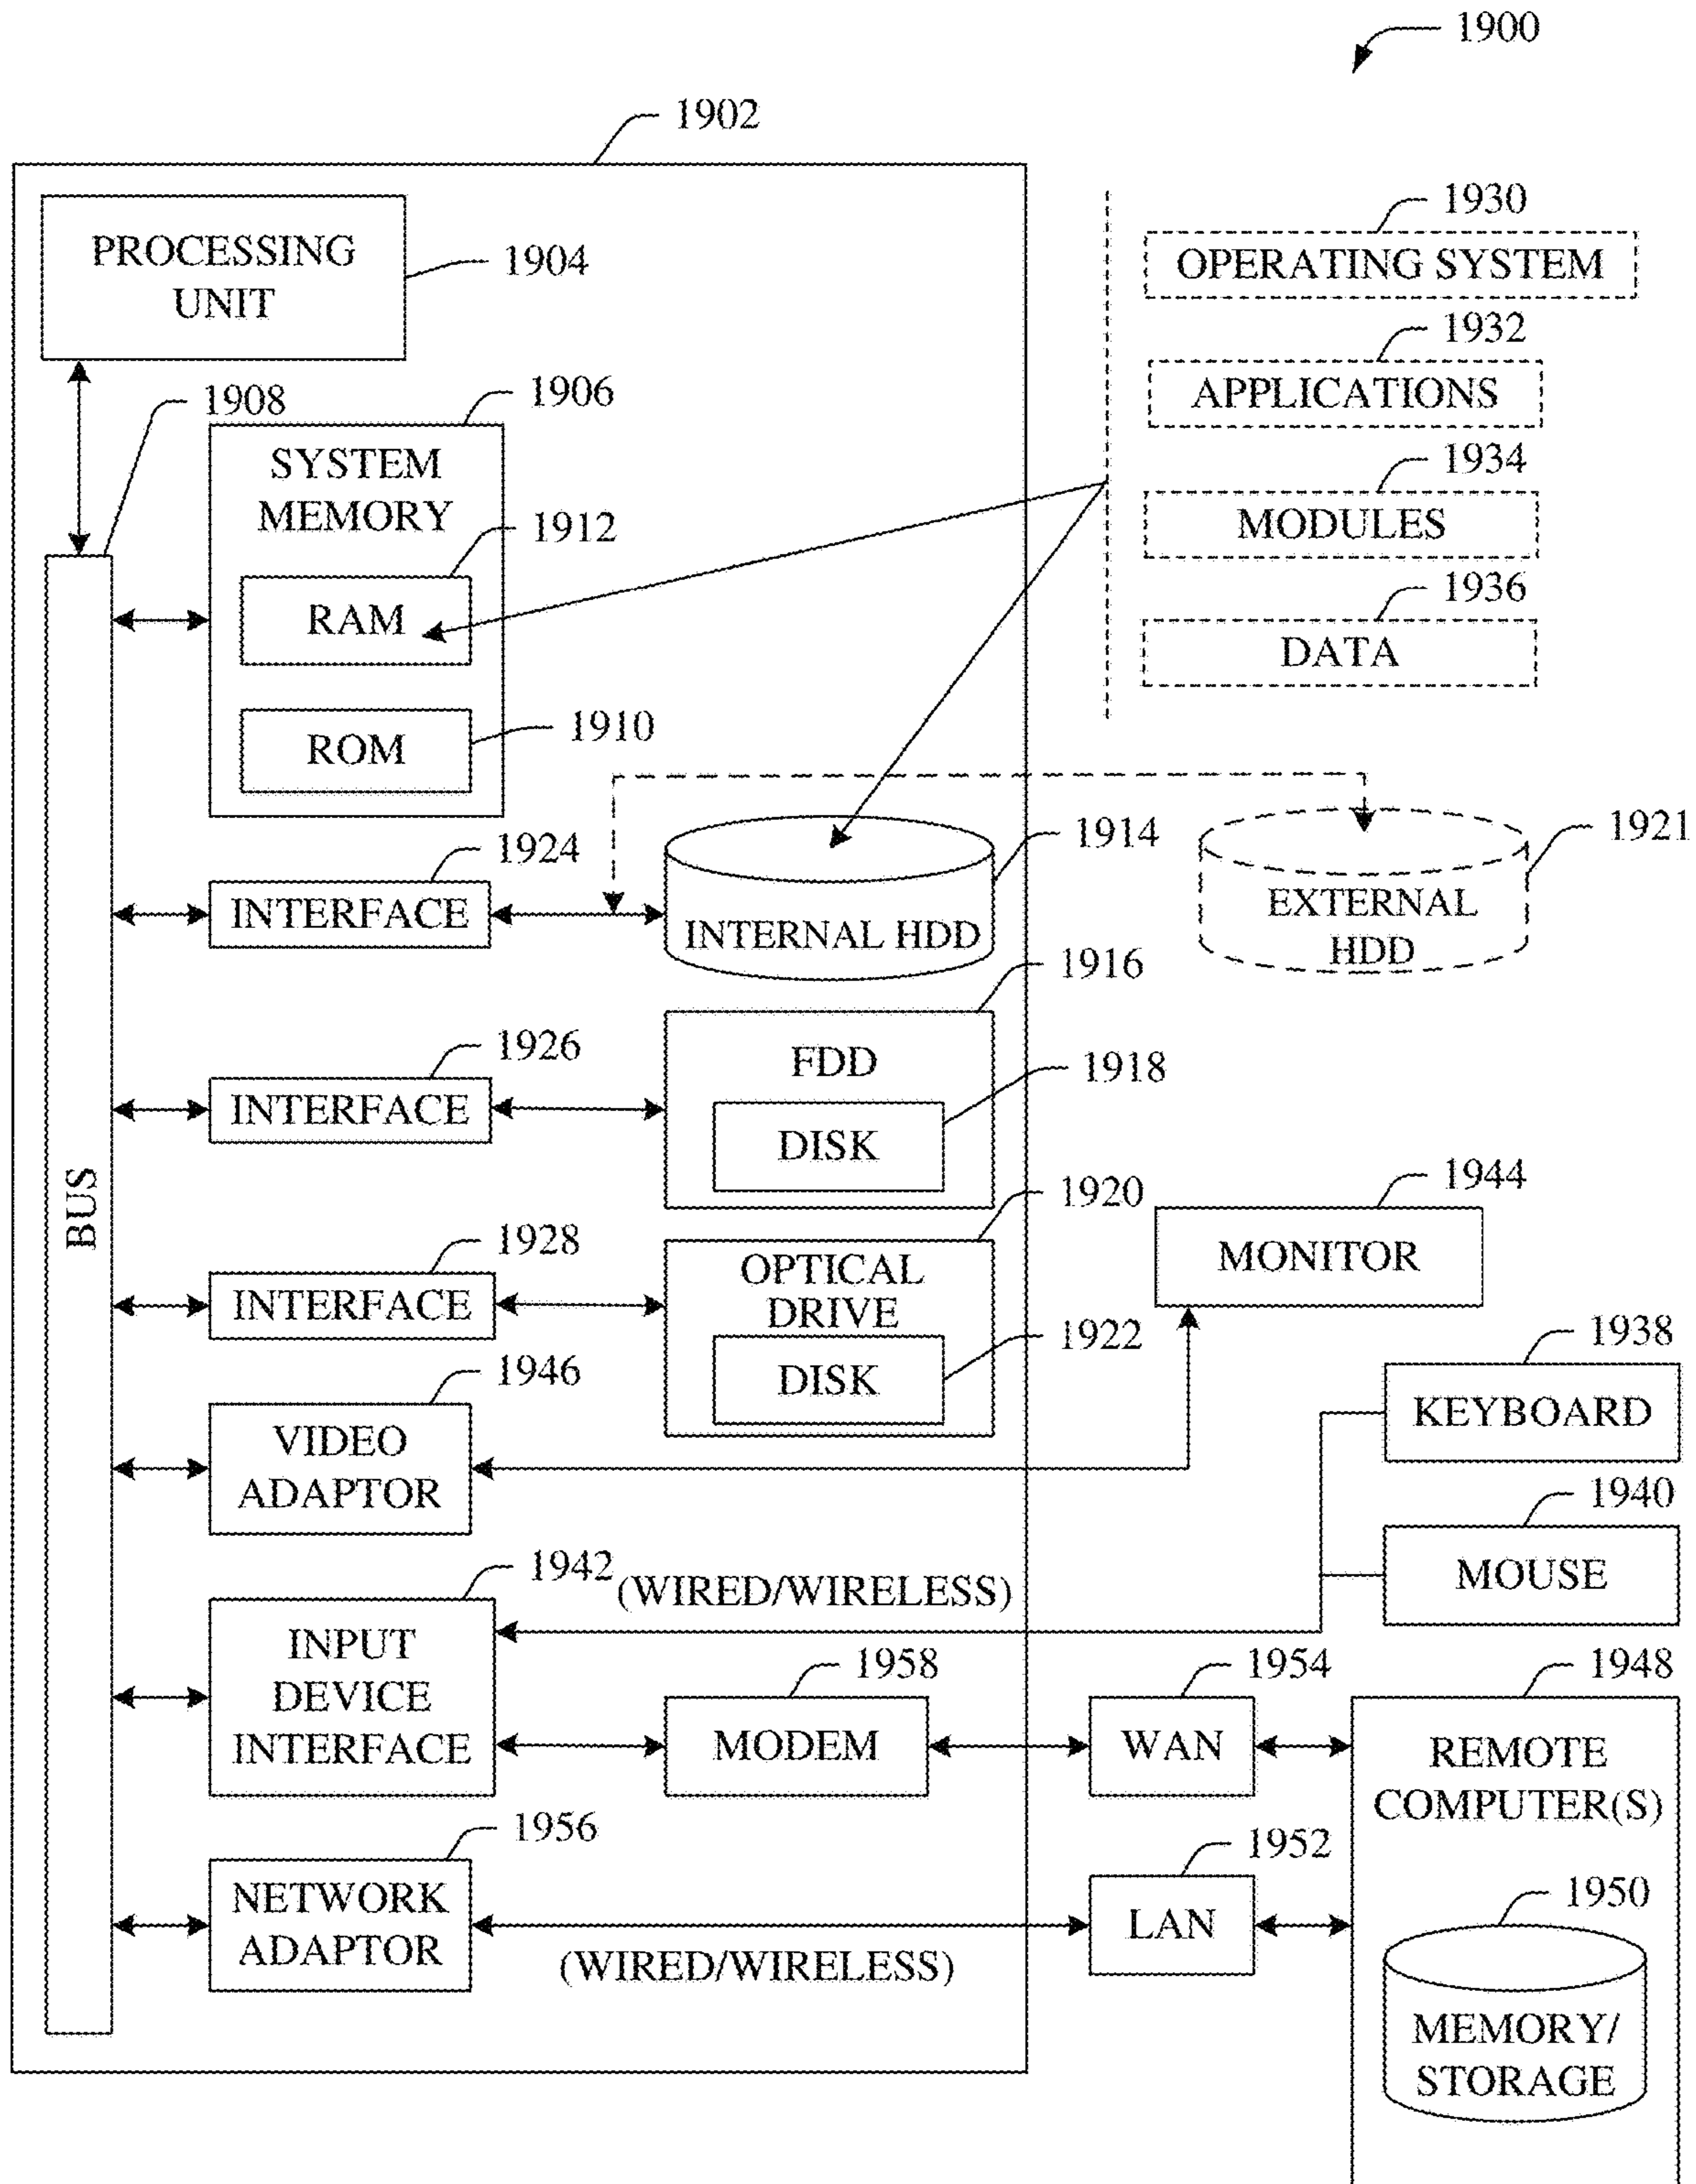 1900
1902
PROCESSING
UNIT
1904
1930
OPERATING SYSTEM
1932
APPLICATIONS
1934
MODULES
1936
DATA
1908
1906
SYSTEM
MEMORY
1912
RAM
1910
ROM
1924
INTERFACE
1914
INTERNAL HDD
1921
EXTERNAL
HDD
1926
INTERFACE
1916
FDD
1918
DISK
BUS
1928
INTERFACE
1920
OPTICAL
DRIVE
1922
DISK
1944
MONITOR
1946
VIDEO
ADAPTOR
1938
KEYBOARD
1940
MOUSE
1942
(WIRED/WIRELESS)
INPUT
DEVICE
INTERFACE
1958
MODEM
1954
WAN
1948
REMOTE
COMPUTER(S)
1956
NETWORK
ADAPTOR
(WIRED/WIRELESS)
1952
LAN
1950
MEMORY/
STORAGE